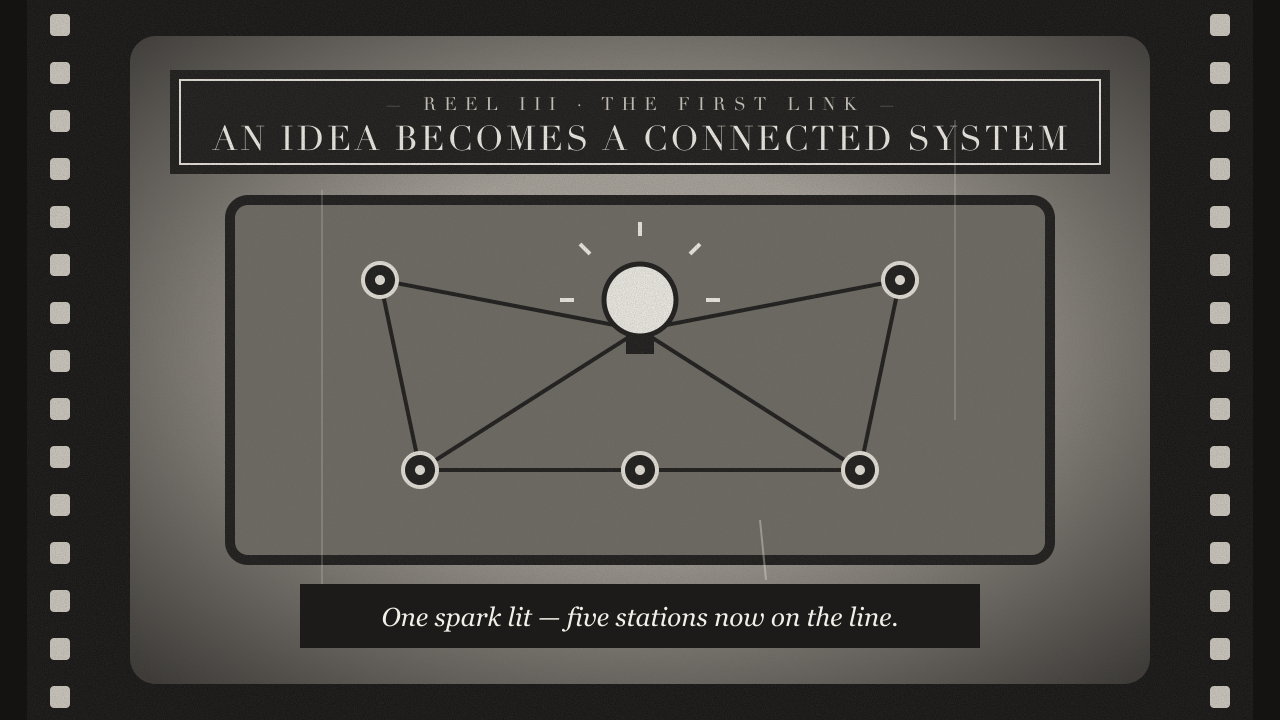 — REEL III · THE FIRST LINK —
AN IDEA BECOMES A CONNECTED SYSTEM
One spark lit — five stations now on the line.